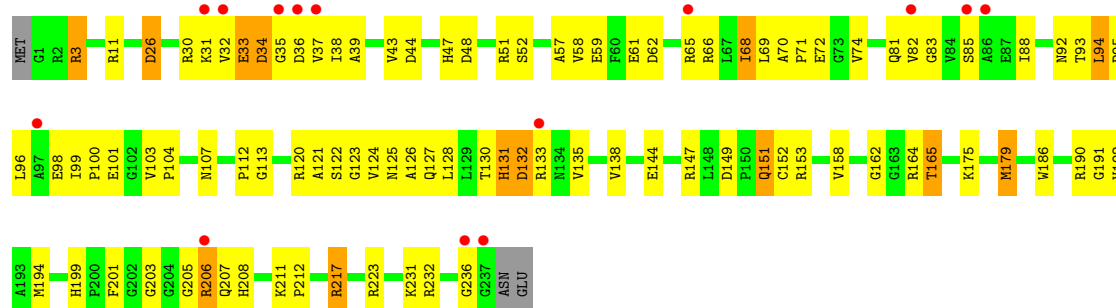 MET G1 R2 R3 R11 D26 R30 K31 V32 E33 D34 G35 D36 V37 I38 A39 V43 D44 H47 D48 R51 S52 A57 V58 E59 F60 E61 D62 R65 R66 L67 I68 L69 A70 P71 E72 G73 V74 Q81 V82 G83 V84 S85 A86 E87 I88 N92 T93 L94
L96 A97 E98 I99 P100 E101 G102 V103 P104 N107 P112 G113 R120 A121 S122 G123 V124 N125 A126 Q127 L128 L129 T130 H131 D132 R133 N134 V135 V138 E144 R147 L148 D149 P150 Q151 C152 R153 V158 G162 G163 R164 T165 K175 M179 W186 R190 G191
A193 M194 H199 P200 F201 G202 G203 G204 G205 R206 Q207 H208 K211 P212 R217 R223 K231 R232 G236 G237 ASN GLU